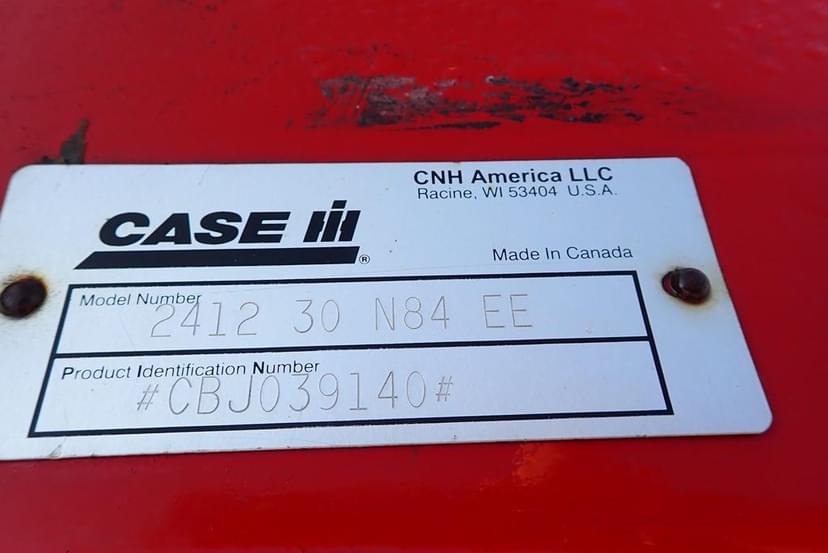 CNH America LLC
Racine, WI 53404 U.S.A.
CASE IH ®
Made In Canada
Model Number
2412 30 N84 EE
Product Identification Number
#CBJ039140#